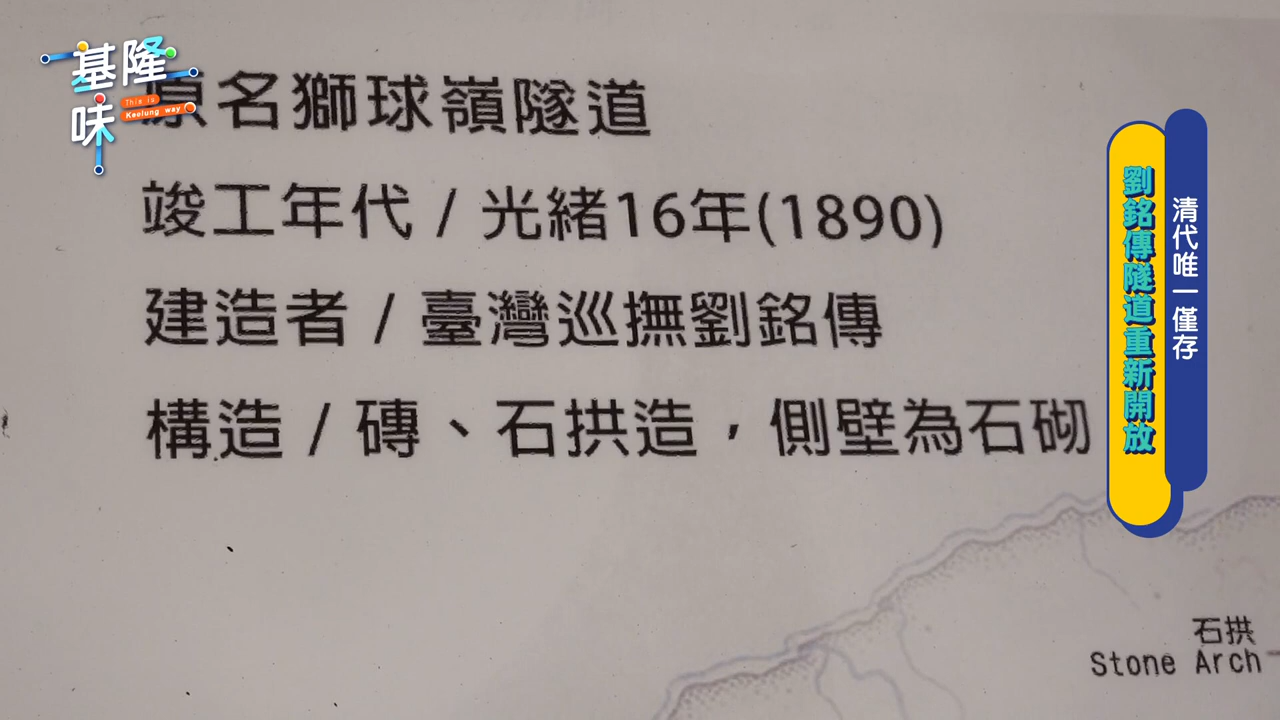 基隆味
This is
Keelung way
原名獅球嶺隧道
竣工年代 / 光緒16年(1890)
建造者 / 臺灣巡撫劉銘傳
構造 / 磚、石拱造，側壁為石砌
清代唯一僅存
劉銘傳隧道重新開放
石拱
Stone Arch